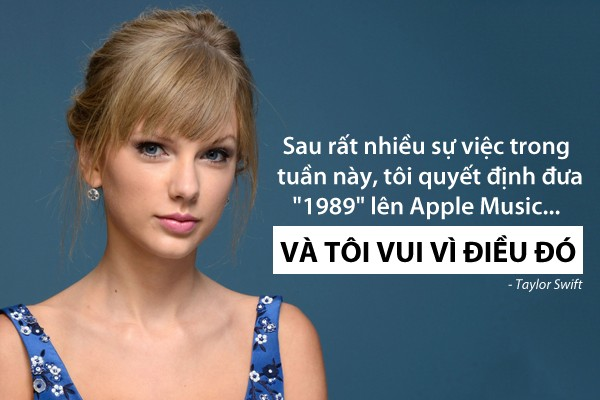 Sau rất nhiều sự việc trong
tuần này, tôi quyết định đưa
"1989" lên Apple Music...
VÀ TÔI VUI VÌ ĐIỀU ĐÓ
- Taylor Swift